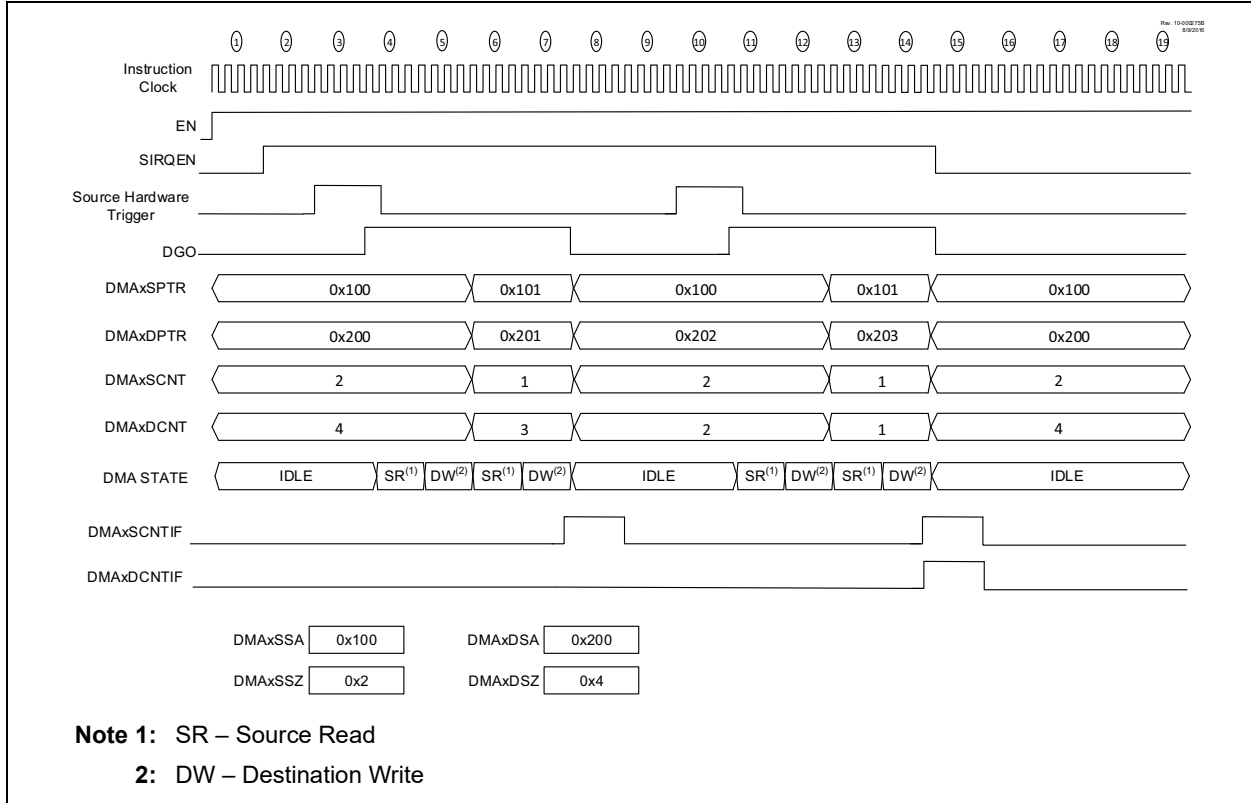 Rev. 10-000275B
8/9/2016
1 2 3 4 5 6 7 8 9 10 11 12 13 14 15 16 17 18 19
Instruction
Clock
EN
SIRQEN
Source Hardware
Trigger
DGO
DMAxSPTR 0x100 0x101 0x100 0x101 0x100
DMAxDPTR 0x200 0x201 0x202 0x203 0x200
DMAxSCNT 2 1 2 1 2
DMAxDCNT 4 3 2 1 4
DMA STATE IDLE SR(1) DW(2) SR(1) DW(2) IDLE SR(1) DW(2) SR(1) DW(2) IDLE
DMAxSCNTIF
DMAxDCNTIF
DMAxSSA 0x100 DMAxDSA 0x200
DMAxSSZ 0x2 DMAxDSZ 0x4
Note 1: SR – Source Read
2: DW – Destination Write